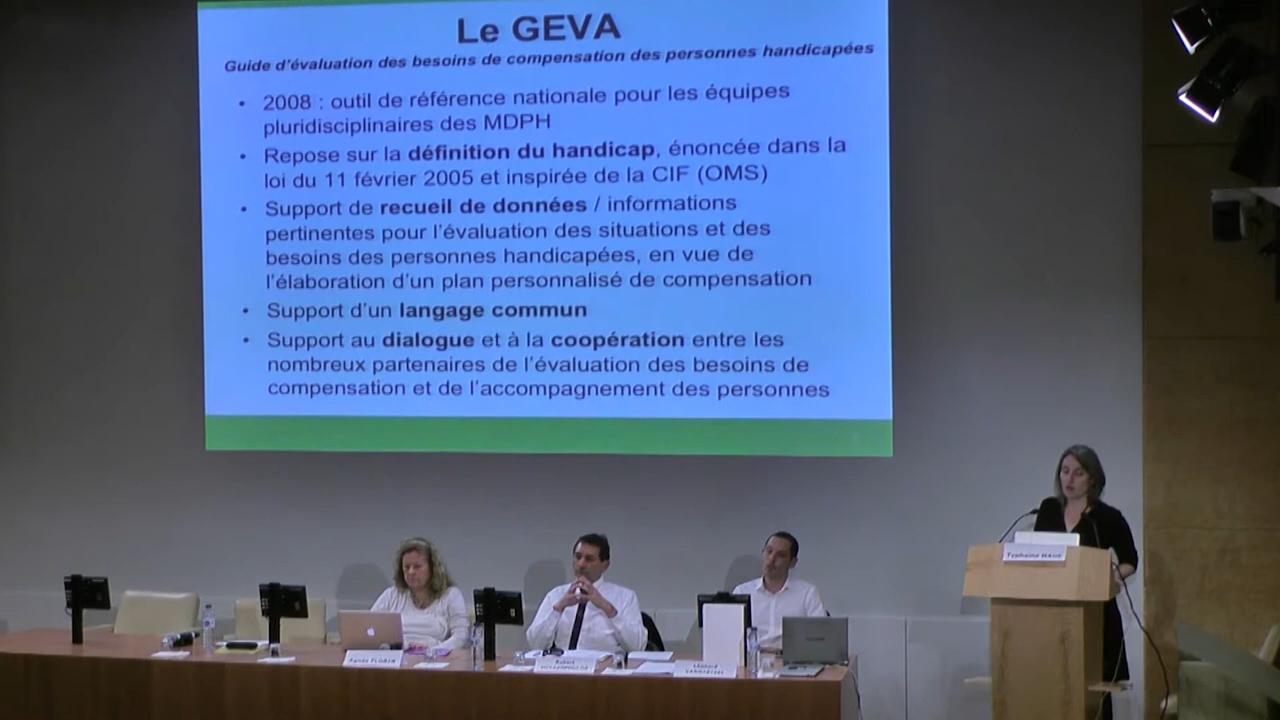 Le GEVA
Guide d'évaluation des besoins de compensation des personnes handicapées
• 2008 : outil de référence nationale pour les équipes
pluridisciplinaires des MDPH
• Repose sur la définition du handicap, énoncée dans la
loi du 11 février 2005 et inspirée de la CIF (OMS)
• Support de recueil de données / informations
pertinentes pour l'évaluation des situations et des
besoins des personnes handicapées, en vue de
l'élaboration d'un plan personnalisé de compensation
• Support d'un langage commun
• Support au dialogue et à la coopération entre les
nombreux partenaires de l'évaluation des besoins de
compensation et de l'accompagnement des personnes
FLORIN
Robert